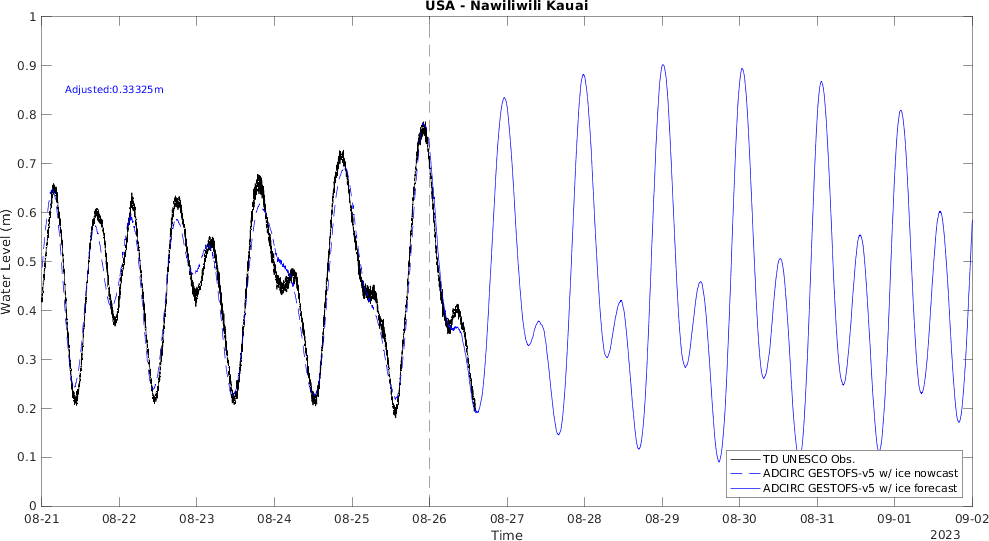 USA - Nawiliwili Kauai
1
0.9
0.8
0.7
0.6
0.5
0.4
0.3
0.2
0.1
0
Water Level (m)
Adjusted:0.33325m
TD UNESCO Obs.
ADCIRC GESTOFS-v5 w/ ice nowcast
ADCIRC GESTOFS-v5 w/ ice forecast
08-21 08-22 08-23 08-24 08-25 08-26 08-27 08-28 08-29 08-30 08-31 09-01 09-02
Time
2023